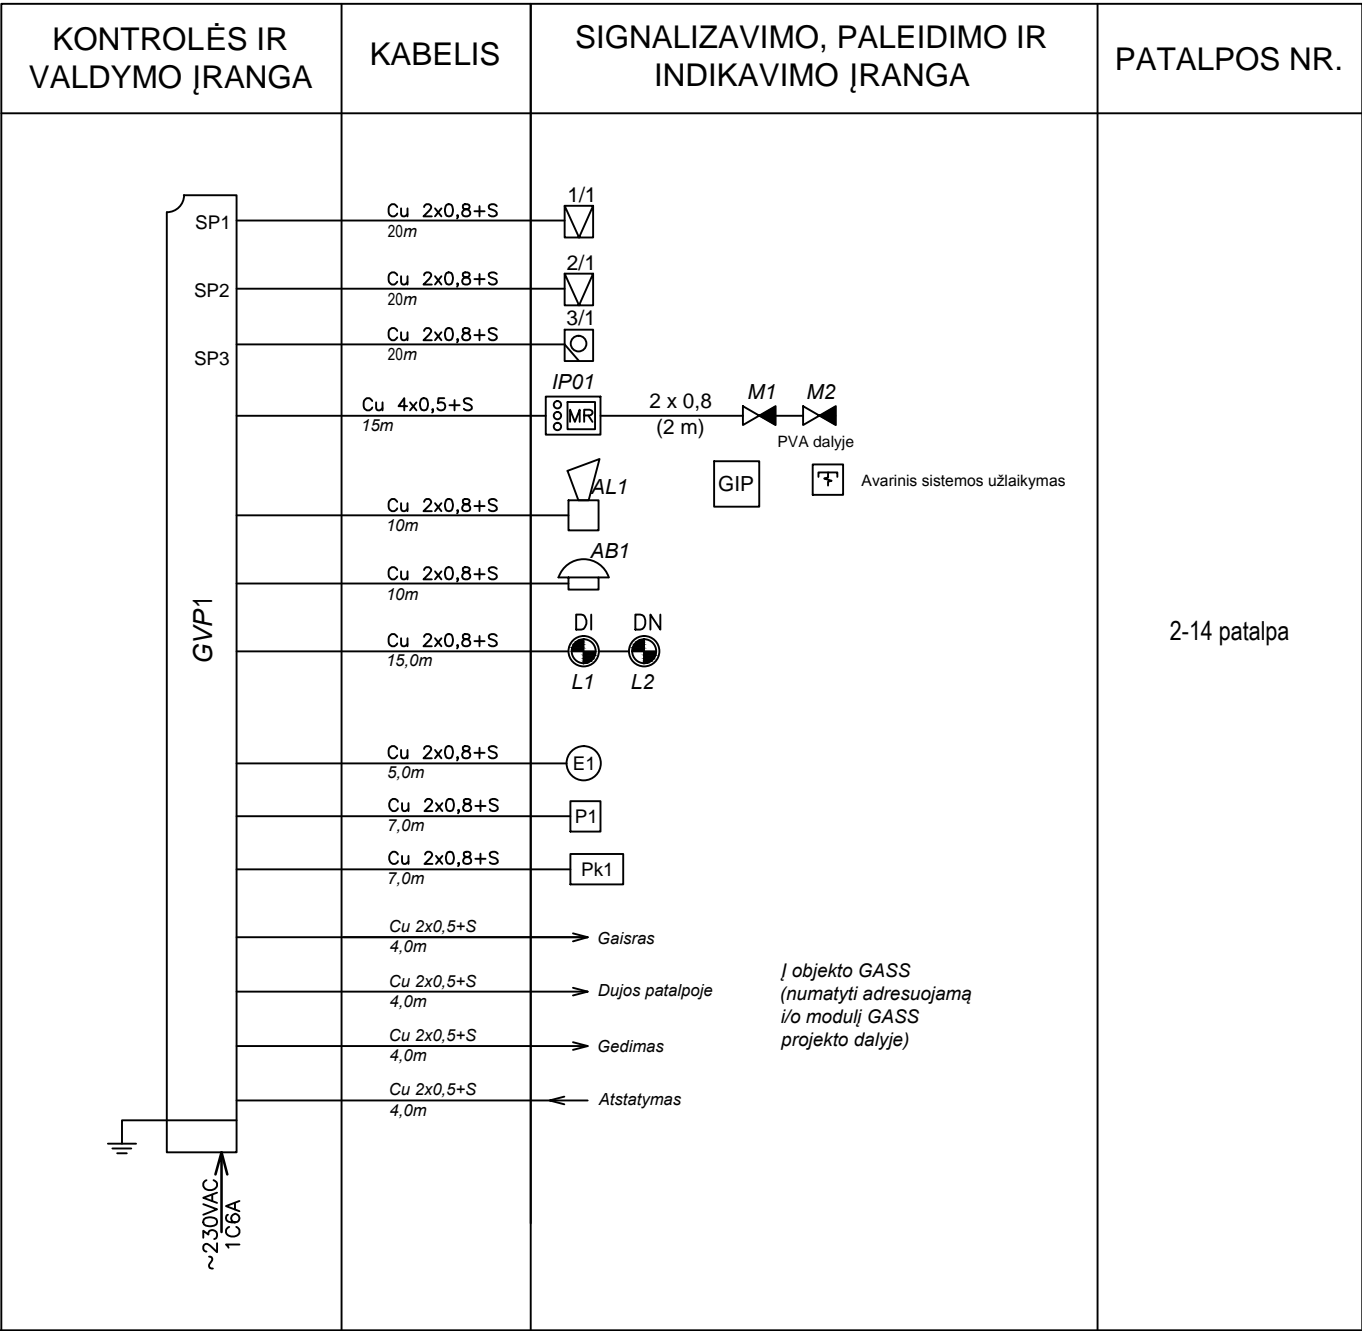 KONTROLĖS IR
VALDYMO ĮRANGA
KABELIS
SIGNALIZAVIMO, PALEIDIMO IR
INDIKAVIMO ĮRANGA
PATALPOS NR.
SP1
Cu 2x0,8+S
20m
1/1
SP2
Cu 2x0,8+S
20m
2/1
SP3
Cu 2x0,8+S
20m
3/1
Cu 4x0,5+S
15m
IP01
MR
2 x 0,8
(2 m)
M1
M2
PVA dalyje
GIP
Avarinis sistemos užlaikymas
Cu 2x0,8+S
10m
AL1
Cu 2x0,8+S
10m
AB1
GVP1
Cu 2x0,8+S
15,0m
DI
DN
L1
L2
2-14 patalpa
Cu 2x0,8+S
5,0m
E1
Cu 2x0,8+S
7,0m
P1
Cu 2x0,8+S
7,0m
Pk1
Cu 2x0,5+S
4,0m
Gaisras
Cu 2x0,5+S
4,0m
Dujos patalpoje
Cu 2x0,5+S
4,0m
Gedimas
Cu 2x0,5+S
4,0m
Atstatymas
Į objekto GASS
(numatyti adresuojamą
i/o modulį GASS
projekto dalyje)
~230VAC
1C6A